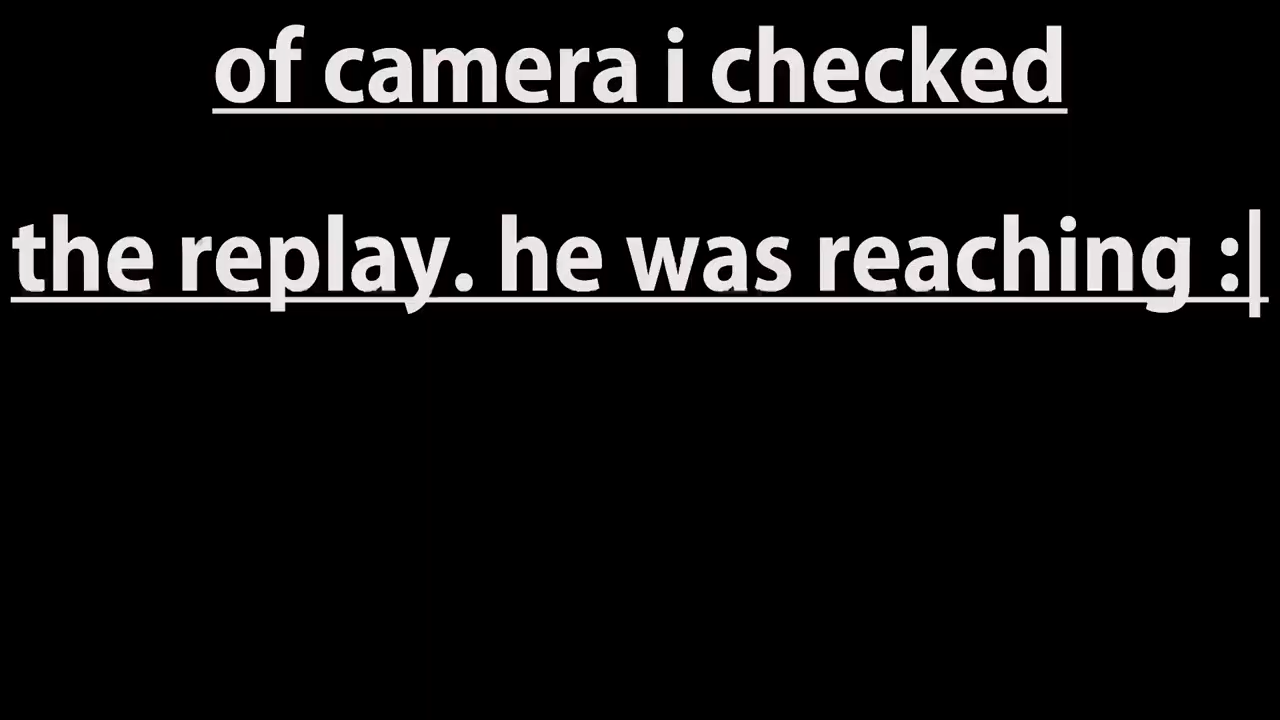 of camera i checked
the replay. he was reaching :|